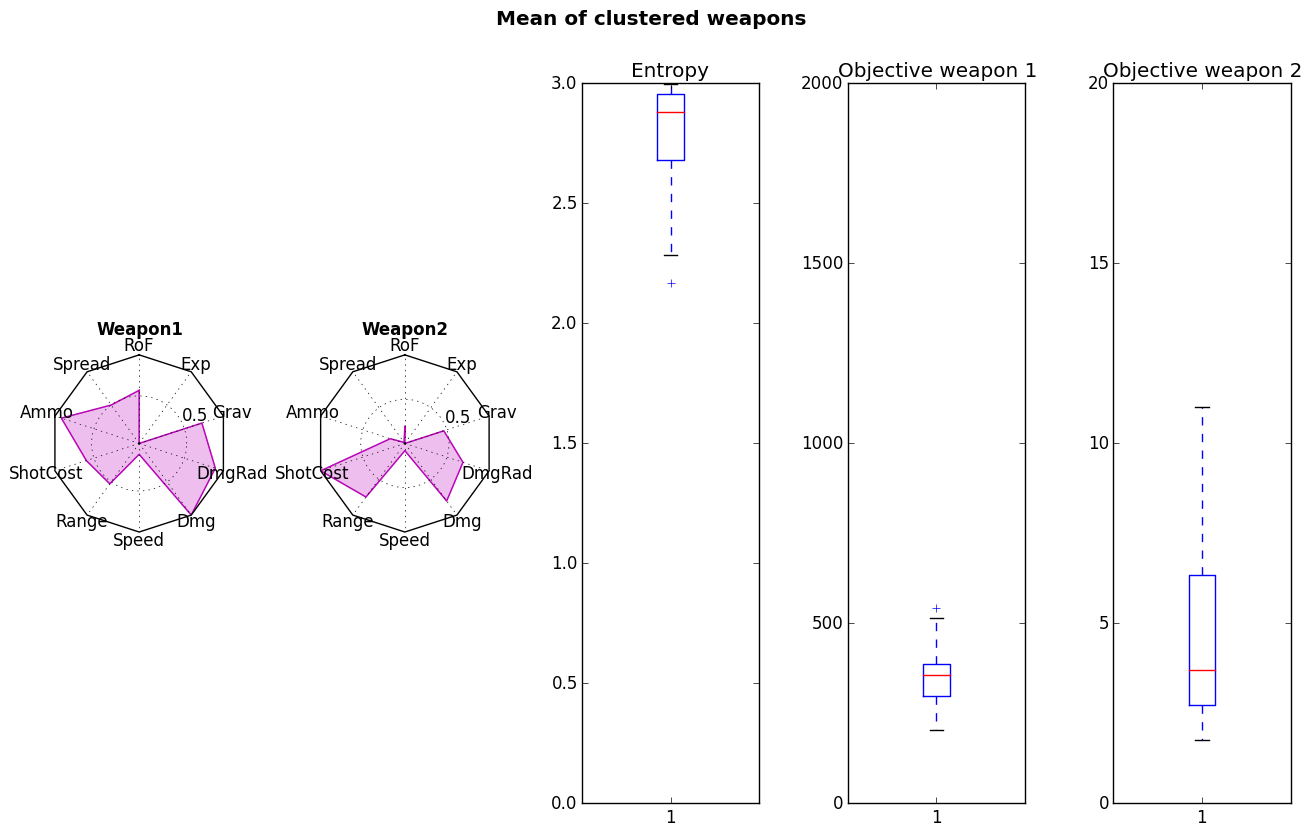 Mean of clustered weapons
Weapon1
RoF
Exp
Spread
Grav
0.5
Ammo
DmgRad
ShotCost
Dmg
Range
Speed
Weapon2
RoF
Exp
Spread
Grav
0.5
Ammo
DmgRad
ShotCost
Dmg
Range
Speed
Entropy
3.0
2.5
2.0
1.5
1.0
0.5
0.0
1
Objective weapon 1
2000
1500
1000
500
0
1
Objective weapon 2
20
15
10
5
0
1